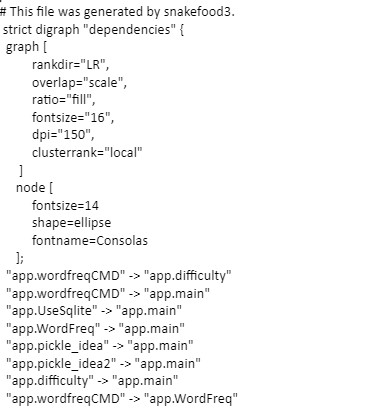 # This file was generated by snakefood3.
strict digraph "dependencies" {
graph [
rankdir="LR",
overlap="scale",
ratio="fill",
fontsize="16",
dpi="150",
clusterrank="local"
]
node [
fontsize=14
shape=ellipse
fontname=Consolas
];
"app.wordfreqCMD" -> "app.difficulty"
"app.wordfreqCMD" -> "app.main"
"app.UseSqlite" -> "app.main"
"app.WordFreq" -> "app.main"
"app.pickle_idea" -> "app.main"
"app.pickle_idea2" -> "app.main"
"app.difficulty" -> "app.main"
"app.wordfreqCMD" -> "app.WordFreq"